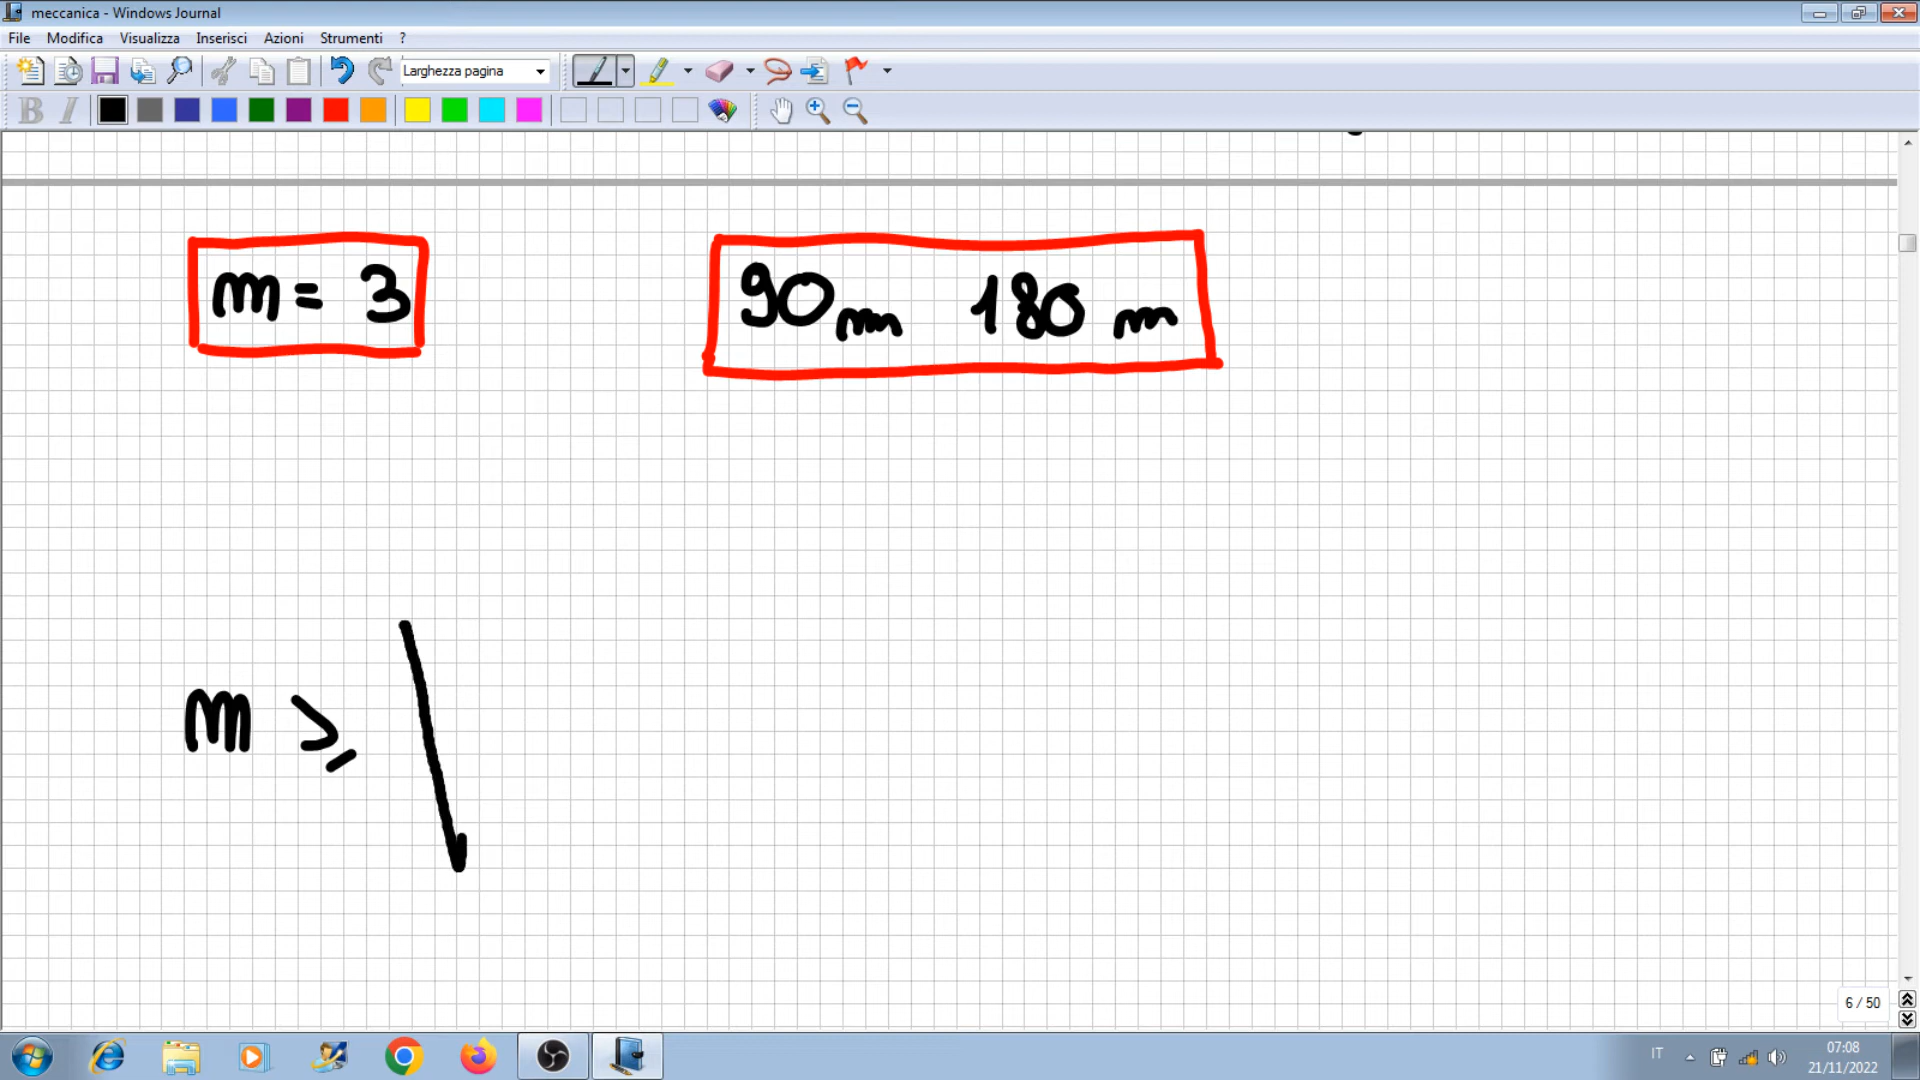 meccanica - Windows Journal
File Modifica Visualizza Inserisci Azioni Strumenti ?
Larghezza pagina
B I
m = 3
90 mm 180 m
m ≥
6 / 50
IT
07:08
21/11/2022